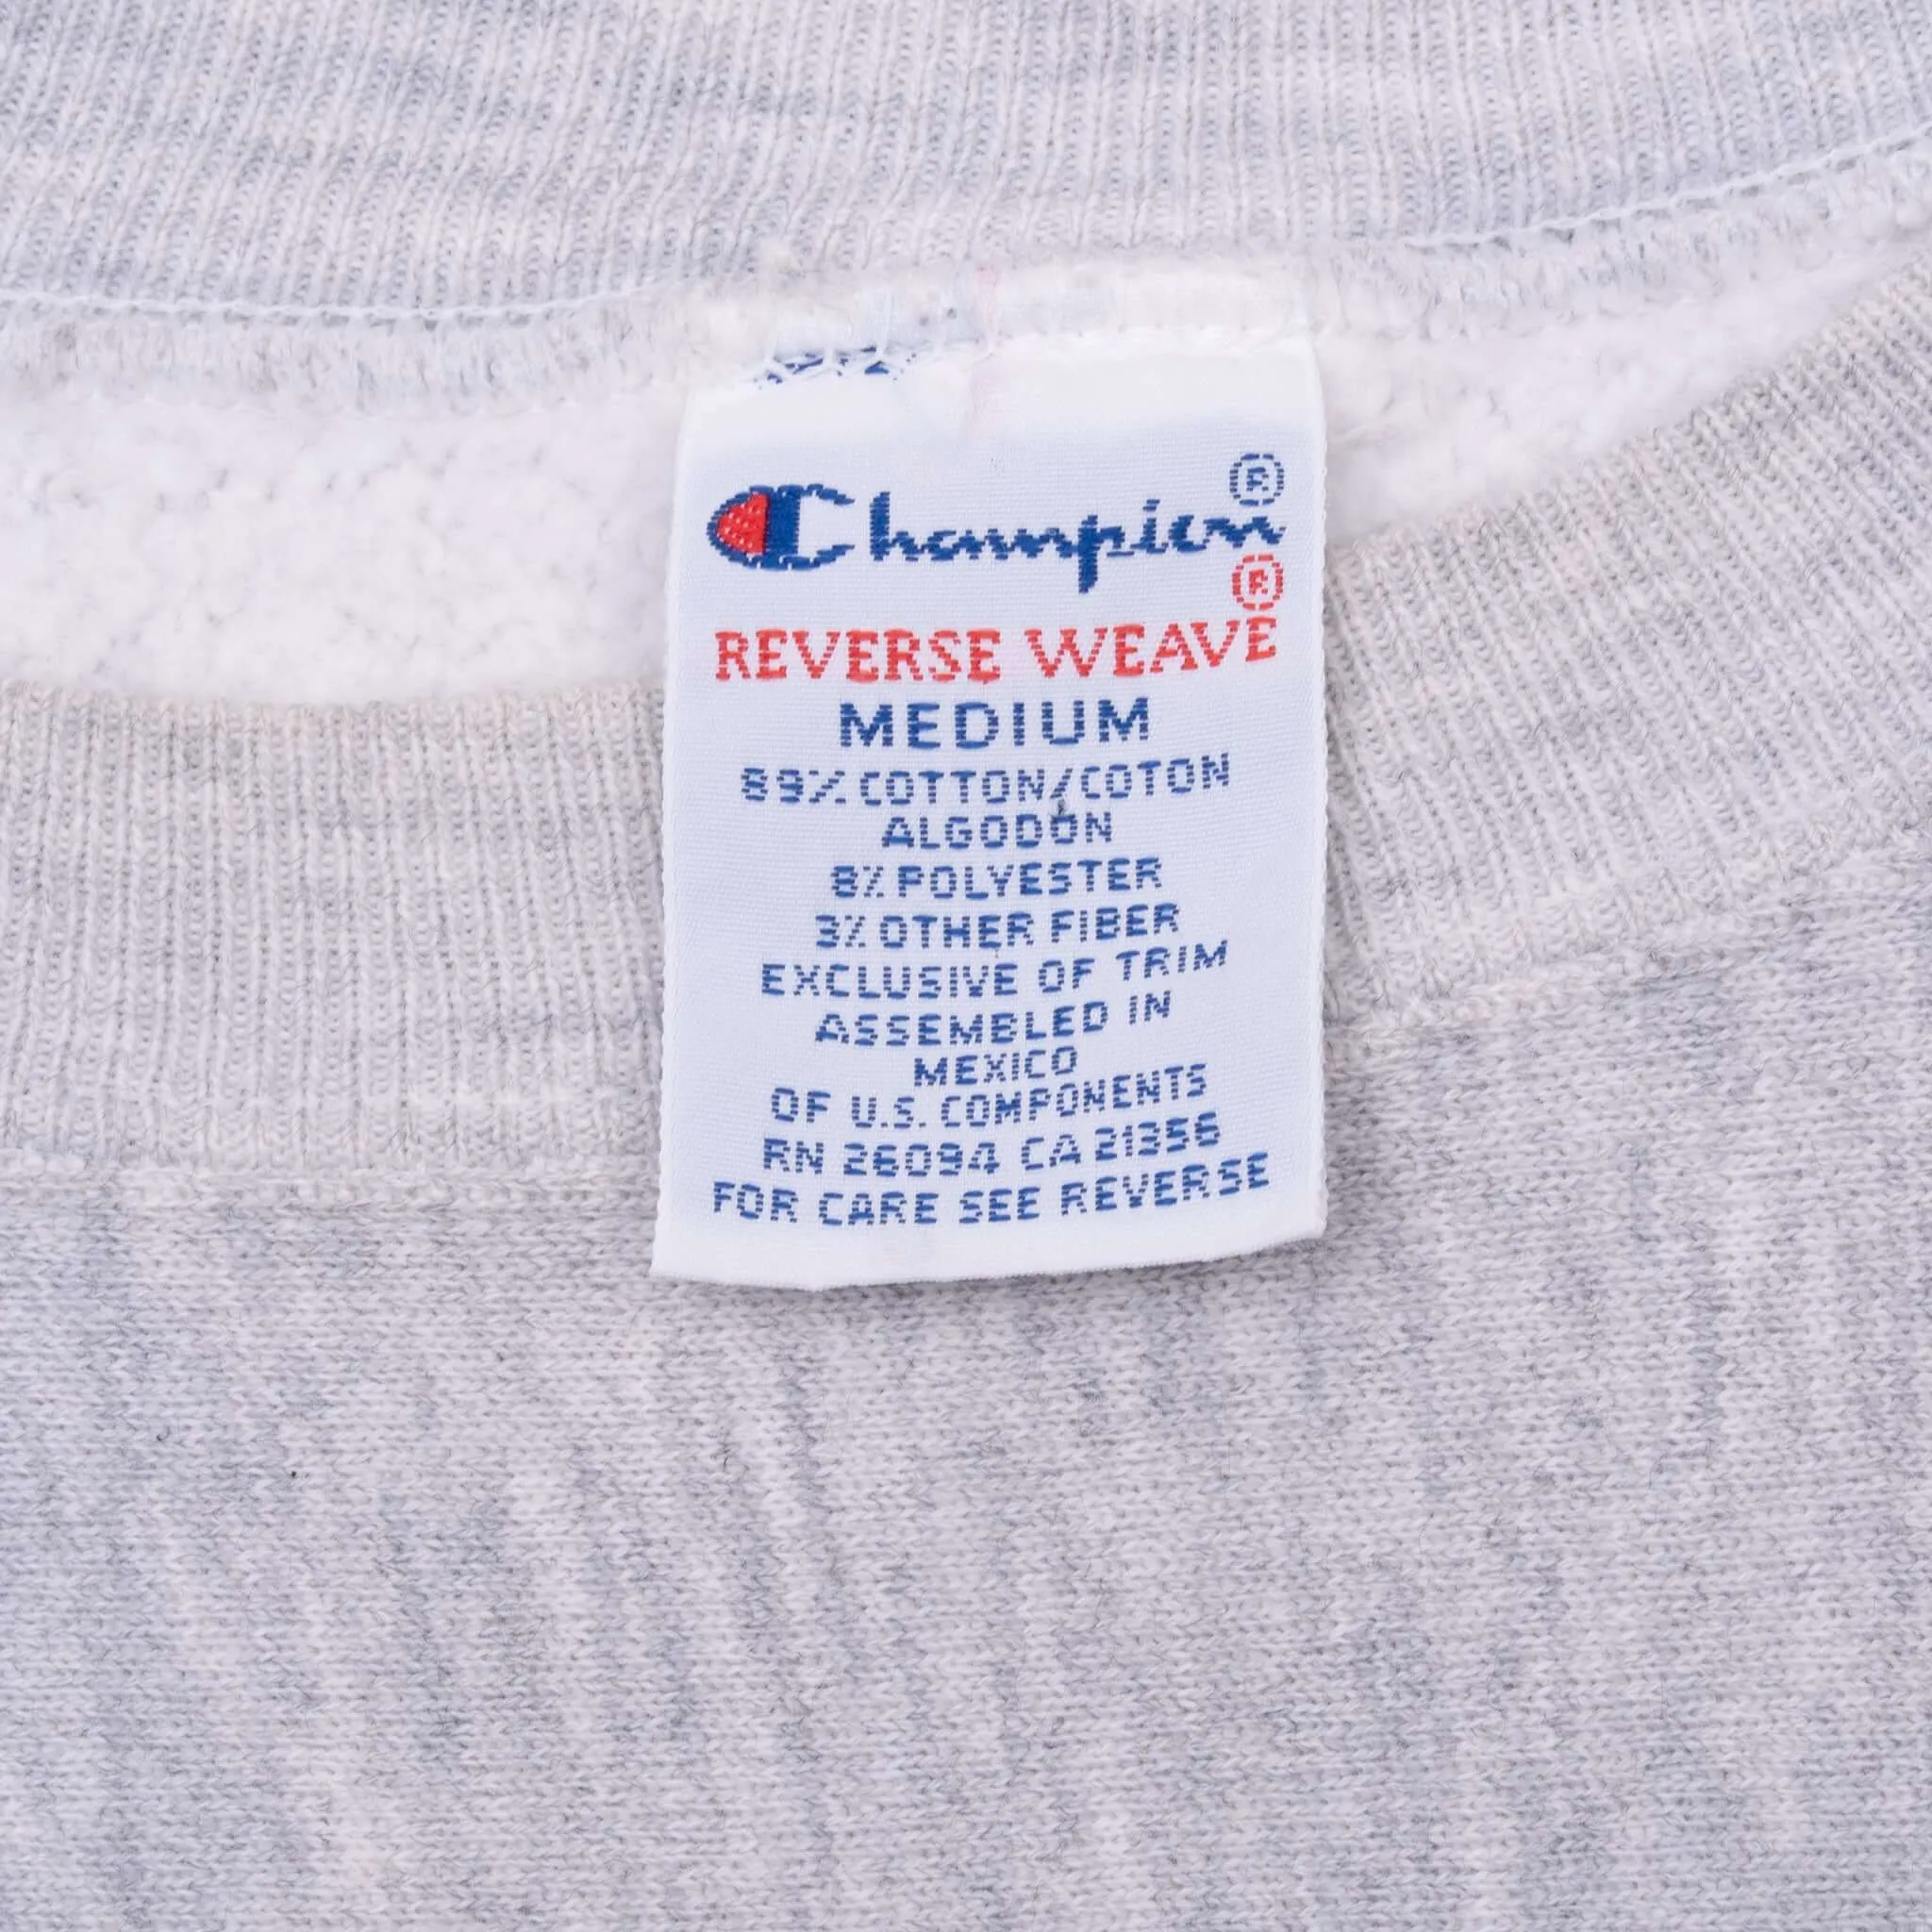 Champion®
REVERSE WEAVE®
MEDIUM
89% COTTON/COTON
ALGODON
8% POLYESTER
3% OTHER FIBER
EXCLUSIVE OF TRIM
ASSEMBLED IN
MEXICO
OF U.S. COMPONENTS
RN 26094 CA 21356
FOR CARE SEE REVERSE